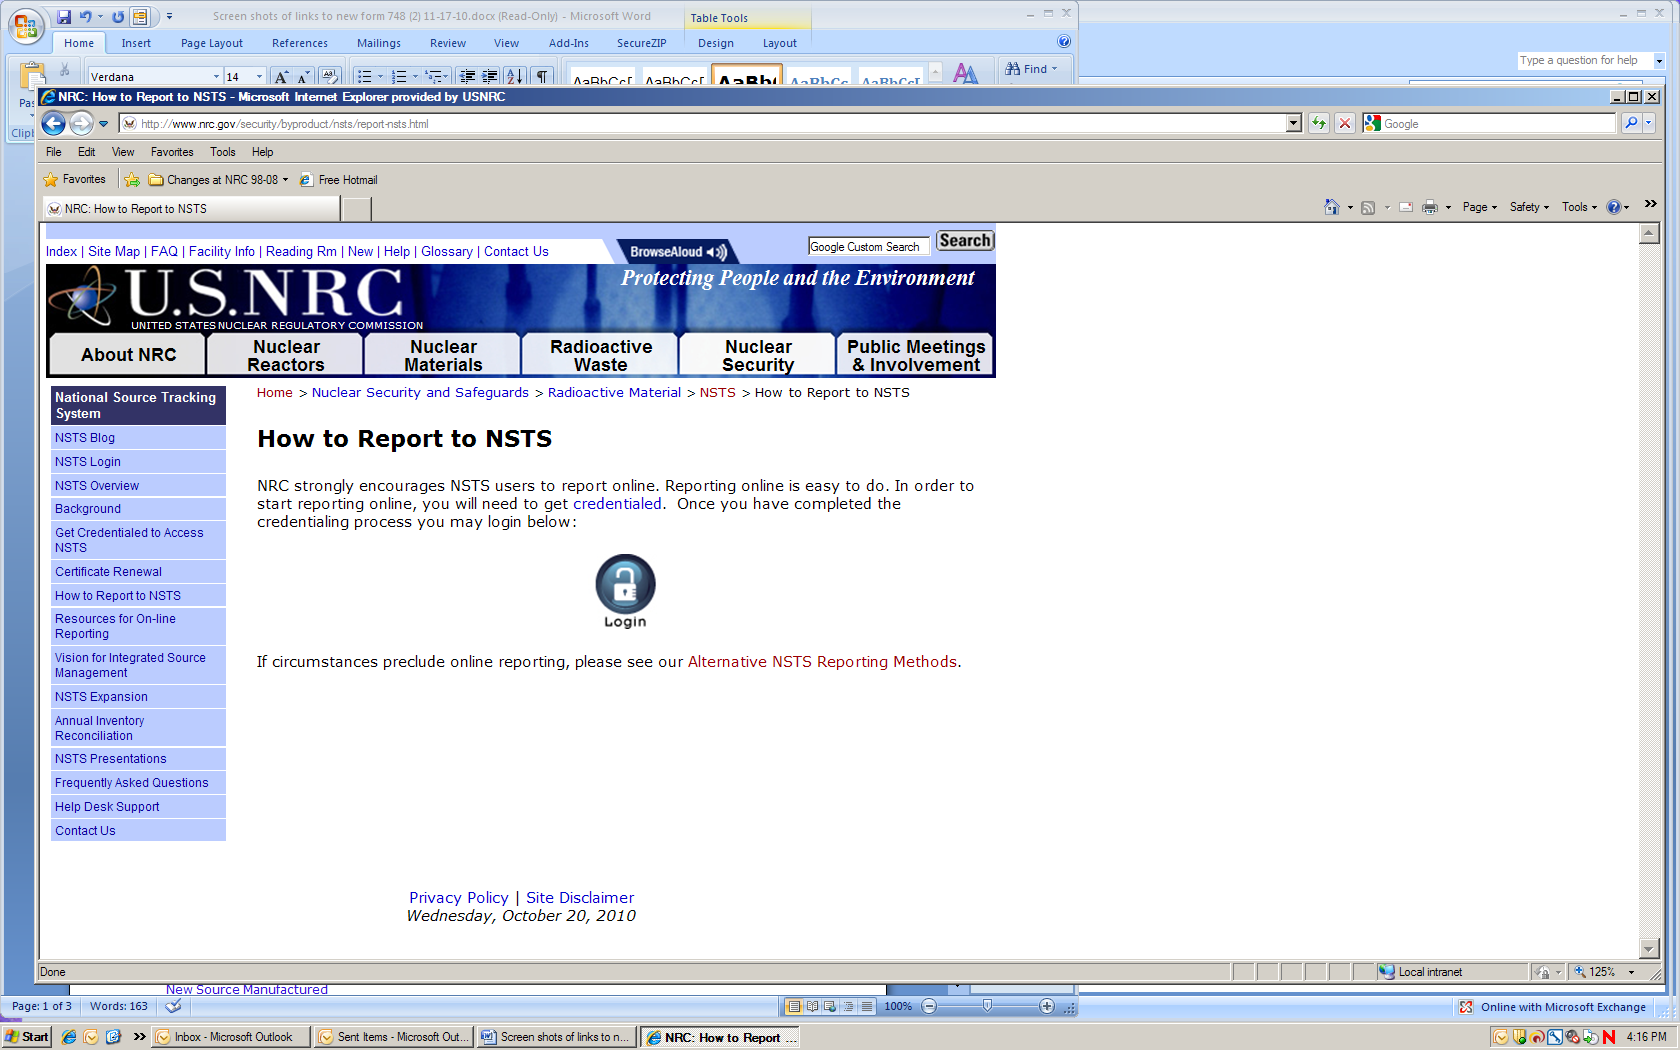 Screen shots of links to new form 748 (2) 11-17-10.docx (Read-Only) - Microsoft Word
Table Tools
Home Insert Page Layout References Mailings Review View Add-Ins SecureZIP Design Layout
Type a question for help
Verdana 14 Find
NRC: How to Report to NSTS - Microsoft Internet Explorer provided by USNRC
http://www.nrc.gov/security/byproduct/nsts/report-nsts.html
Google
File Edit View Favorites Tools Help
Favorites Changes at NRC 98-08 Free Hotmail
NRC: How to Report to NSTS
Page Safety Tools
Index | Site Map | FAQ | Facility Info | Reading Rm | New | Help | Glossary | Contact Us
BrowseAloud
Google Custom Search
Search
U.S.NRC
UNITED STATES NUCLEAR REGULATORY COMMISSION
Protecting People and the Environment
About NRC
Nuclear Reactors
Nuclear Materials
Radioactive Waste
Nuclear Security
Public Meetings & Involvement
National Source Tracking
System
NSTS Blog
NSTS Login
NSTS Overview
Background
Get Credentialed to Access
NSTS
Certificate Renewal
How to Report to NSTS
Resources for On-line
Reporting
Vision for Integrated Source
Management
NSTS Expansion
Annual Inventory
Reconciliation
NSTS Presentations
Frequently Asked Questions
Help Desk Support
Contact Us
Home > Nuclear Security and Safeguards > Radioactive Material > NSTS > How to Report to NSTS
How to Report to NSTS
NRC strongly encourages NSTS users to report online. Reporting online is easy to do. In order to
start reporting online, you will need to get credentialed. Once you have completed the
credentialing process you may login below:
Login
If circumstances preclude online reporting, please see our Alternative NSTS Reporting Methods.
Privacy Policy | Site Disclaimer
Wednesday, October 20, 2010
Done
Local intranet
125%
New Source Manufactured
Page: 1 of 3 Words: 163
100%
Online with Microsoft Exchange
Start
Inbox - Microsoft Outlook
Sent Items - Microsoft Out...
Screen shots of links to n...
NRC: How to Report ...
4:16 PM